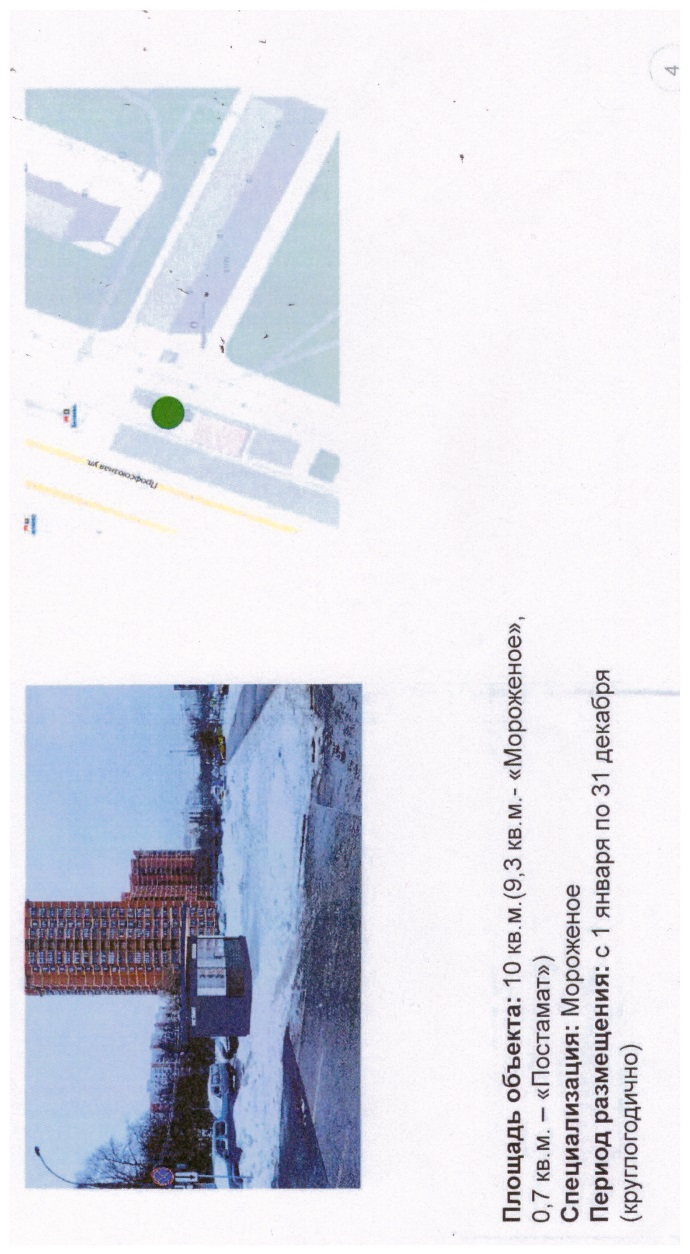 4
Профсоюзная ул.
Площадь объекта: 10 кв.м.(9,3 кв.м.- «Мороженое»,
0,7 кв.м. – «Постамат»)
Специализация: Мороженое
Период размещения: с 1 января по 31 декабря
(круглогодично)